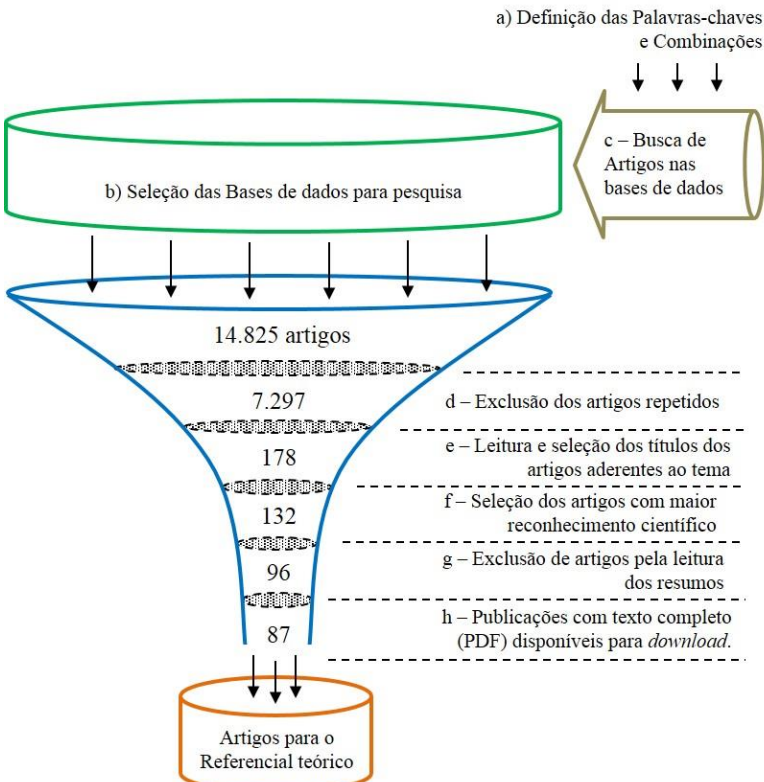 a) Definição das Palavras-chaves
e Combinações
c – Busca de
Artigos nas
bases de dados
b) Seleção das Bases de dados para pesquisa
14.825 artigos
7.297
d – Exclusão dos artigos repetidos
178
e – Leitura e seleção dos títulos dos
artigos aderentes ao tema
132
f – Seleção dos artigos com maior
reconhecimento científico
96
g – Exclusão de artigos pela leitura
dos resumos
87
h – Publicações com texto completo
(PDF) disponíveis para download.
Artigos para o
Referencial teórico